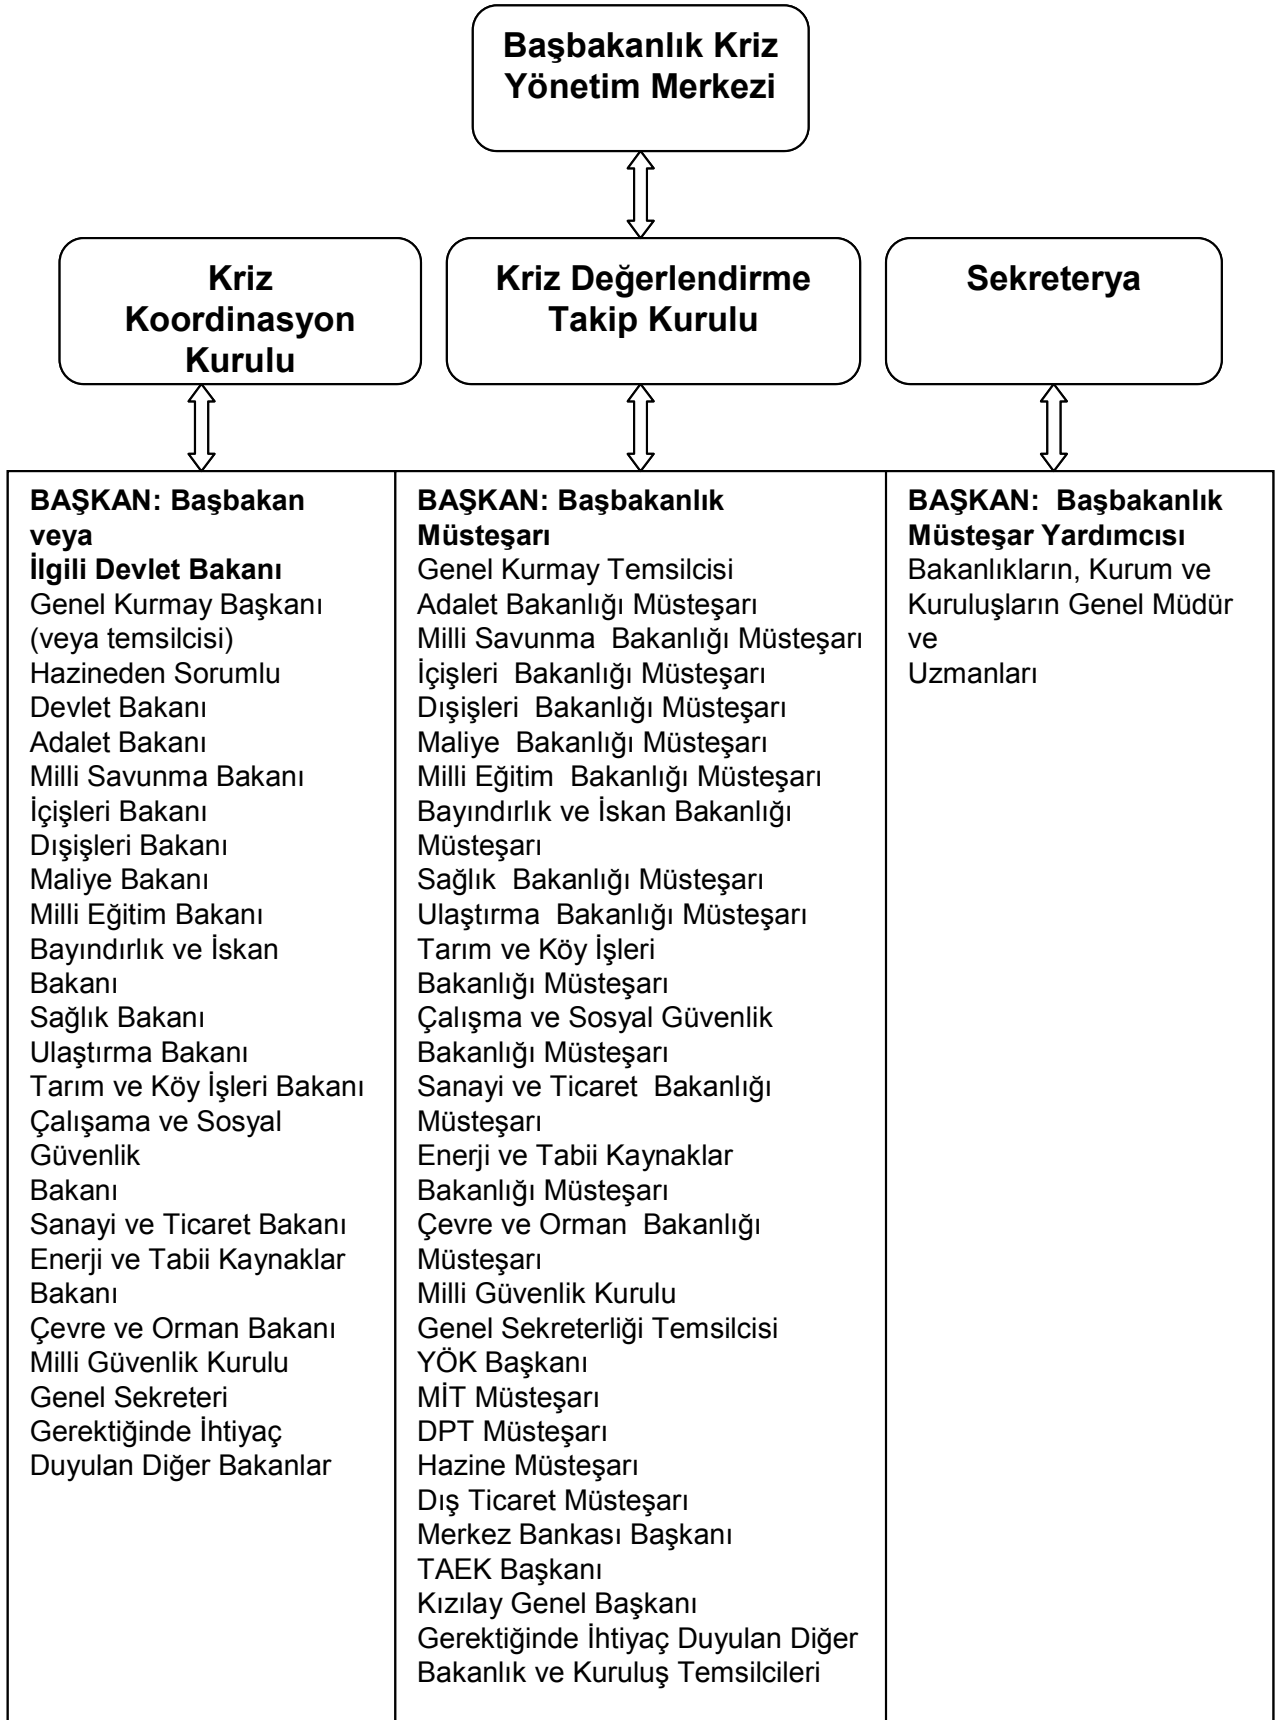 Başbakanlık Kriz
Yönetim Merkezi
Kriz
Koordinasyon
Kurulu
Kriz Değerlendirme
Takip Kurulu
Sekreterya
BAŞKAN: Başbakan
veya
İlgili Devlet Bakanı
Genel Kurmay Başkanı
(veya temsilcisi)
Hazineden Sorumlu
Devlet Bakanı
Adalet Bakanı
Milli Savunma Bakanı
İçişleri Bakanı
Dışişleri Bakanı
Maliye Bakanı
Milli Eğitim Bakanı
Bayındırlık ve İskan
Bakanı
Sağlık Bakanı
Ulaştırma Bakanı
Tarım ve Köy İşleri Bakanı
Çalışama ve Sosyal
Güvenlik
Bakanı
Sanayi ve Ticaret Bakanı
Enerji ve Tabii Kaynaklar
Bakanı
Çevre ve Orman Bakanı
Milli Güvenlik Kurulu
Genel Sekreteri
Gerektiğinde İhtiyaç
Duyulan Diğer Bakanlar
BAŞKAN: Başbakanlık
Müsteşarı
Genel Kurmay Temsilcisi
Adalet Bakanlığı Müsteşarı
Milli Savunma  Bakanlığı Müsteşarı
İçişleri  Bakanlığı Müsteşarı
Dışişleri  Bakanlığı Müsteşarı
Maliye  Bakanlığı Müsteşarı
Milli Eğitim  Bakanlığı Müsteşarı
Bayındırlık ve İskan Bakanlığı
Müsteşarı
Sağlık  Bakanlığı Müsteşarı
Ulaştırma  Bakanlığı Müsteşarı
Tarım ve Köy İşleri
Bakanlığı Müsteşarı
Çalışma ve Sosyal Güvenlik
Bakanlığı Müsteşarı
Sanayi ve Ticaret  Bakanlığı
Müsteşarı
Enerji ve Tabii Kaynaklar
Bakanlığı Müsteşarı
Çevre ve Orman  Bakanlığı
Müsteşarı
Milli Güvenlik Kurulu
Genel Sekreterliği Temsilcisi
YÖK Başkanı
MİT Müsteşarı
DPT Müsteşarı
Hazine Müsteşarı
Dış Ticaret Müsteşarı
Merkez Bankası Başkanı
TAEK Başkanı
Kızılay Genel Başkanı
Gerektiğinde İhtiyaç Duyulan Diğer
Bakanlık ve Kuruluş Temsilcileri
BAŞKAN:  Başbakanlık
Müsteşar Yardımcısı
Bakanlıkların, Kurum ve
Kuruluşların Genel Müdür
ve
Uzmanları